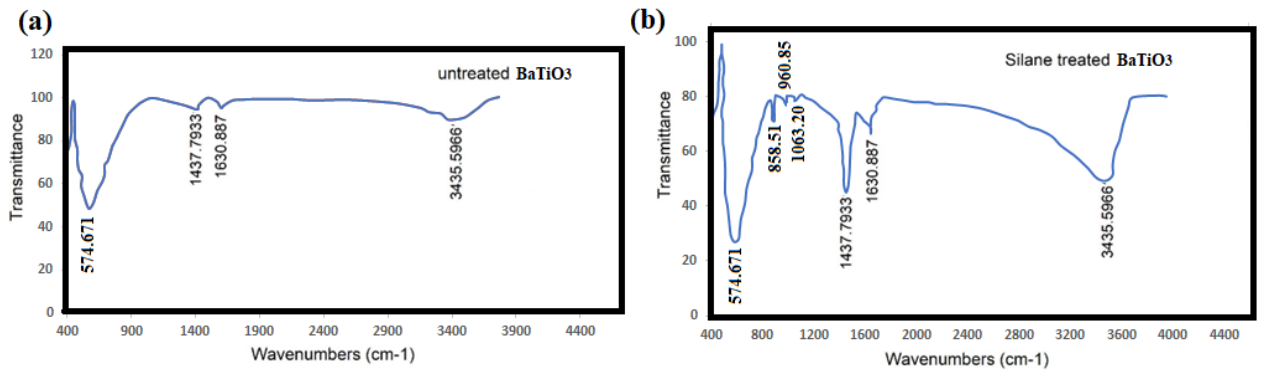 (a)
untreated BaTiO3
Transmittance
120
100
80
60
40
20
0
574.671
1437.7933
1630.887
3435.5966
400 900 1400 1900 2400 2900 3400 3900 4400
Wavenumbers (cm-1)
(b)
Silane treated BaTiO3
Transmittance
100
80
60
40
20
0
574.671
858.51
960.85
1063.20
1437.7933
1630.887
3435.5966
400 800 1200 1600 2000 2400 2800 3200 3600 4000 4400
Wavenumbers (cm-1)